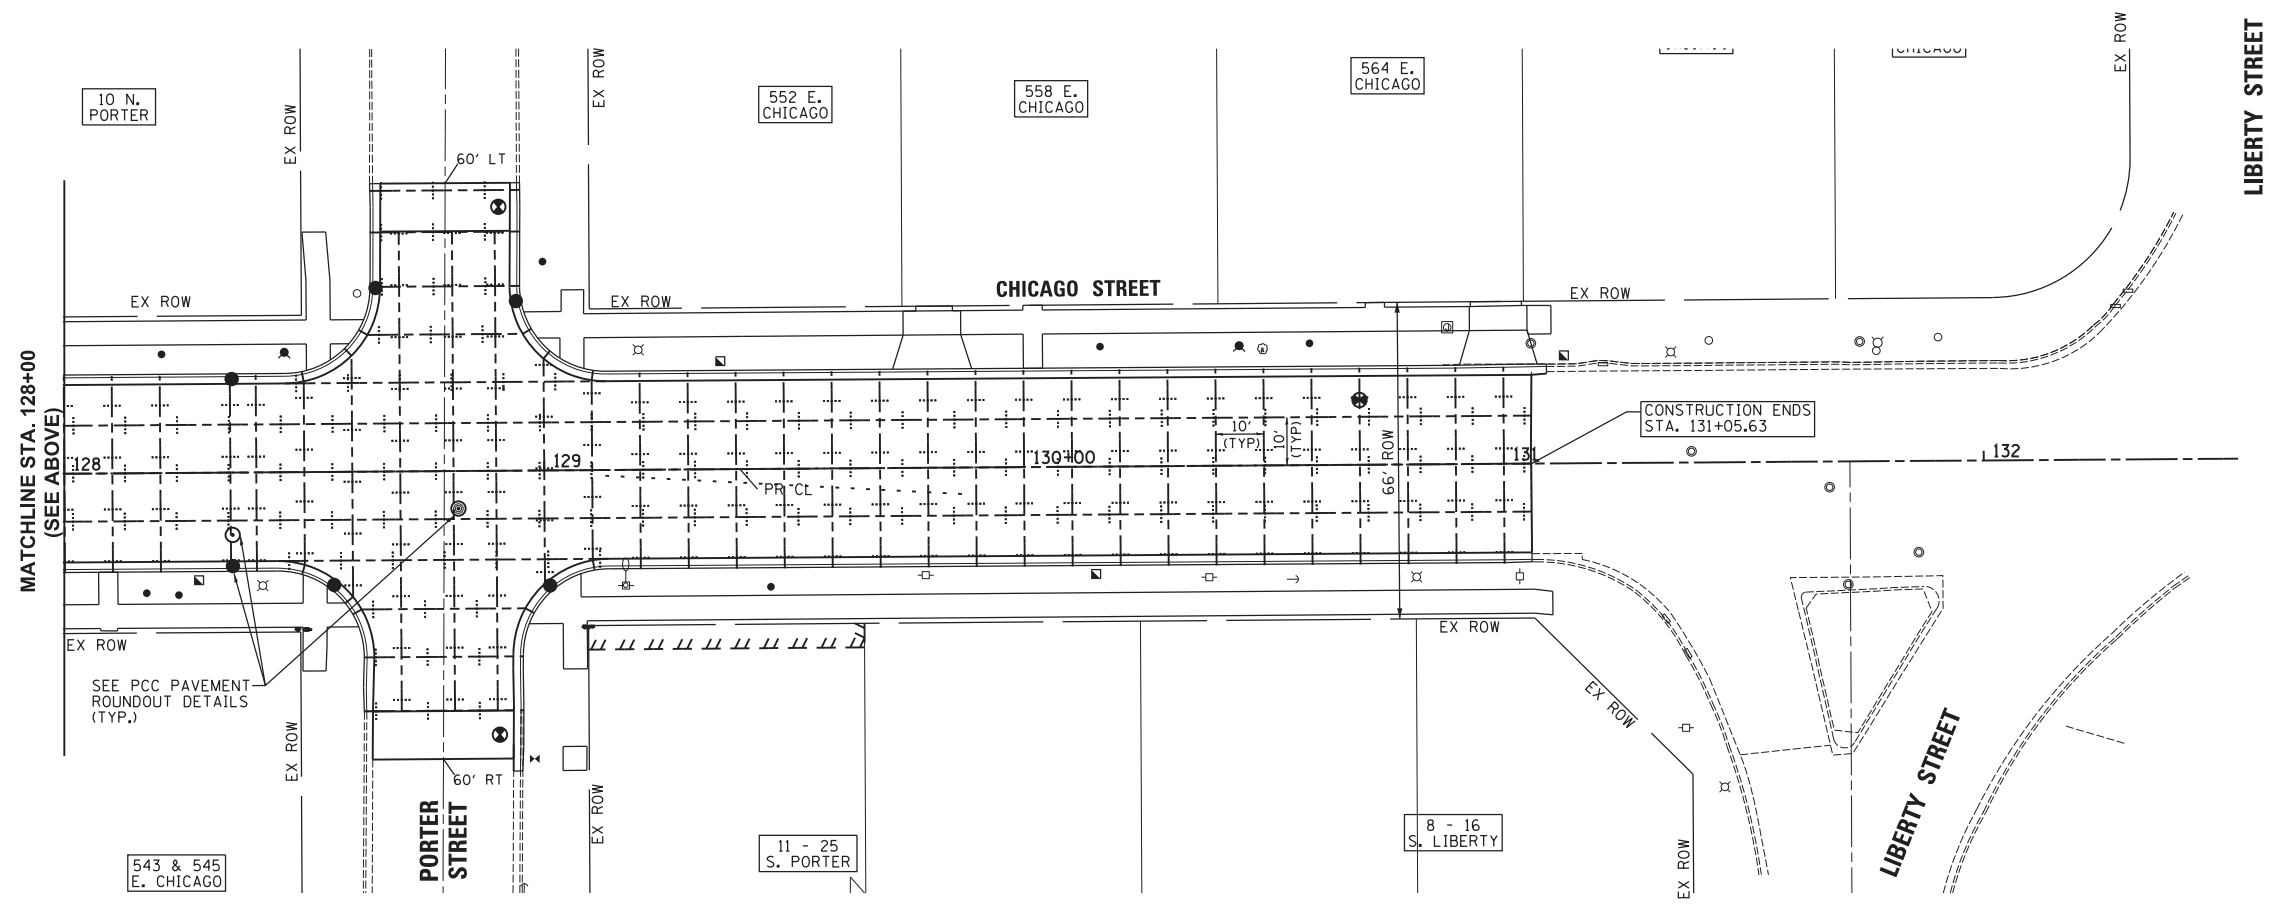 LIBERTY STREET
EX ROW
EX ROW
EX ROW
10 N.
PORTER
552 E.
CHICAGO
558 E.
CHICAGO
564 E.
CHICAGO
60' LT
CHICAGO STREET
EX ROW
EX ROW
EX ROW
MATCHLINE STA. 128+00
(SEE ABOVE)
CONSTRUCTION ENDS
STA. 131+05.63
10'
(TYP)
10'
(TYP)
128
129
130+00
131
132
PR CL
66' ROW
EX ROW
EX ROW
SEE PCC PAVEMENT
ROUNDOUT DETAILS
(TYP.)
EX ROW
EX ROW
60' RT
EX ROW
PORTER
STREET
LIBERTY STREET
543 & 545
E. CHICAGO
11 - 25
S. PORTER
8 - 16
S. LIBERTY
EX ROW